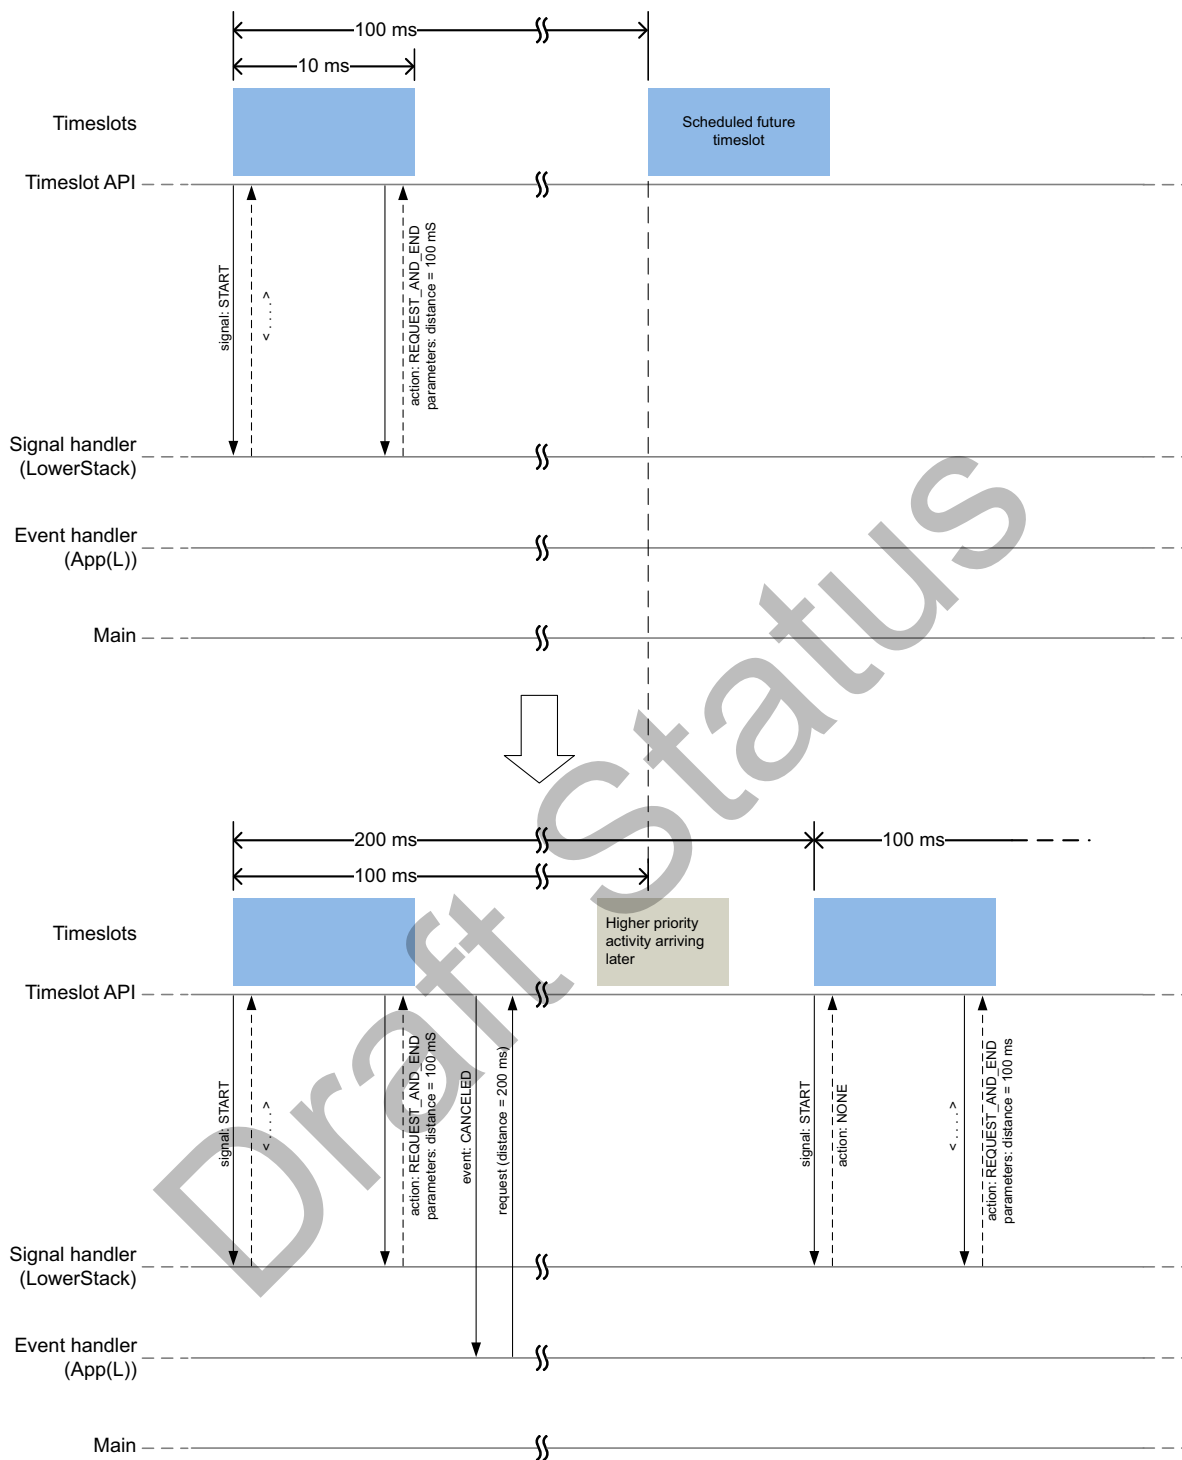 100 ms
10 ms
Timeslots
Scheduled future
timeslot
Timeslot API
signal: START
< . . . . >
action: REQUEST_AND_END
parameters: distance = 100 mS
Signal handler
(LowerStack)
Event handler
(App(L))
Main
200 ms
100 ms
100 ms
Timeslots
Higher priority
activity arriving
later
Timeslot API
signal: START
< . . . . >
action: REQUEST_AND_END
parameters: distance = 100 mS
event: CANCELED
request (distance = 200 ms)
signal: START
action: NONE
< . . . . >
action: REQUEST_AND_END
parameters: distance = 100 ms
Signal handler
(LowerStack)
Event handler
(App(L))
Main
Draft Status